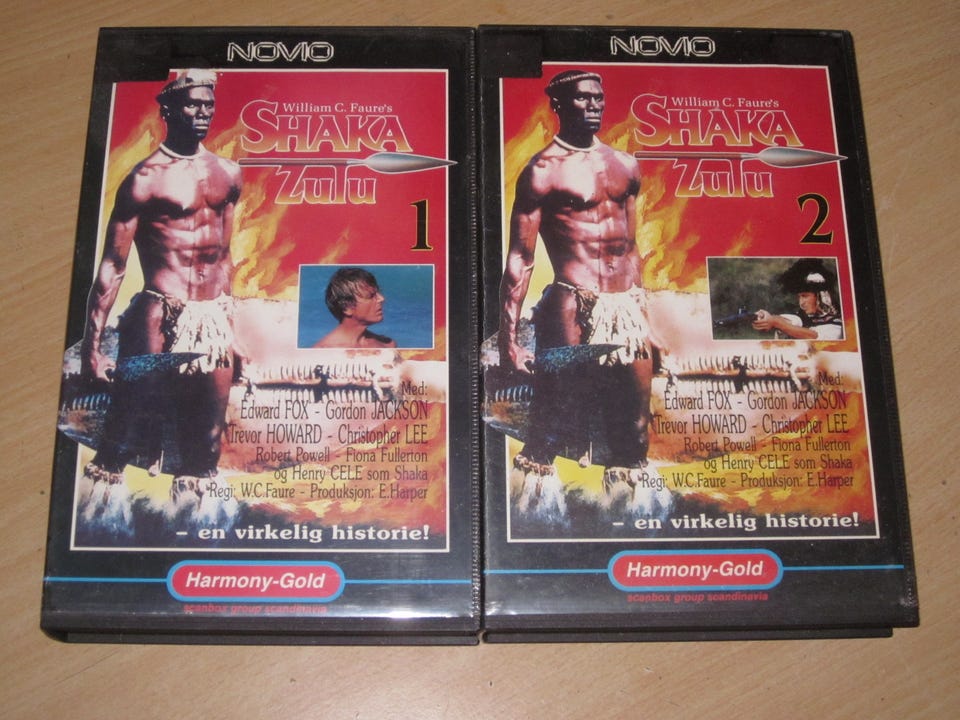 NOVIO
William C. Faure's
SHAKA
ZULU
1
Med:
Edward FOX - Gordon JACKSON
Trevor HOWARD - Christopher LEE
Robert Powell - Fiona Fullerton
og Henry CELE som Shaka
Regi: W.C.Faure - Produksjon: E.Harper
- en virkelig historie!
Harmony-Gold
scanbox group scandinavia
NOVIO
William C. Faure's
SHAKA
ZULU
2
Med:
Edward FOX - Gordon JACKSON
Trevor HOWARD - Christopher LEE
Robert Powell - Fiona Fullerton
og Henry CELE som Shaka
Regi: W.C.Faure - Produksjon: E.Harper
- en virkelig historie!
Harmony-Gold
scanbox group scandinavia